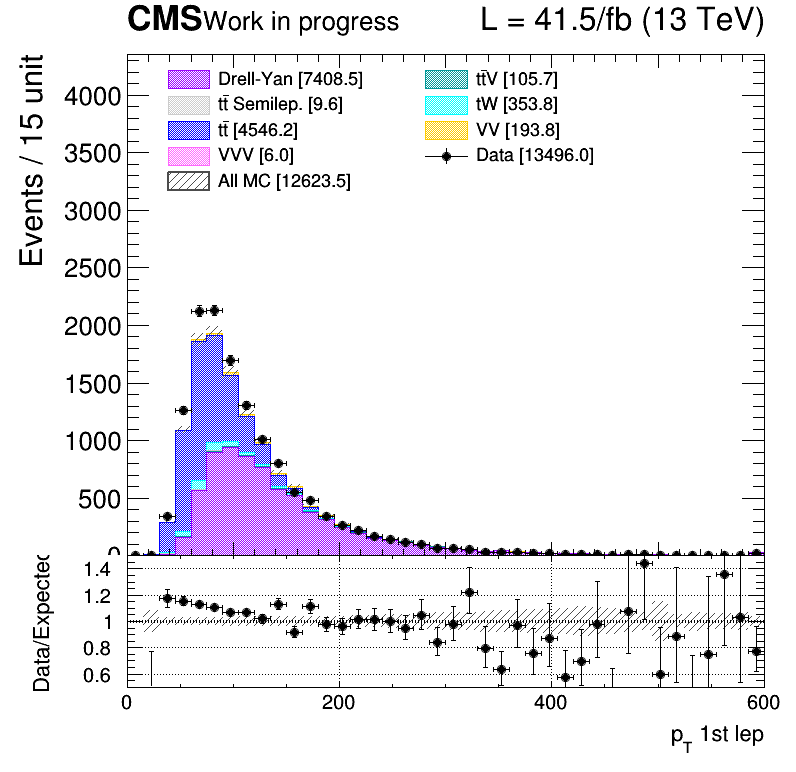 CMS Work in progress L = 41.5/fb (13 TeV)
Events / 15 unit
Drell-Yan [7408.5]
tt̄ Semilep. [9.6]
tt̄ [4546.2]
VVV [6.0]
All MC [12623.5]
tt̄V [105.7]
tW [353.8]
VV [193.8]
Data [13496.0]
4000
3500
3000
2500
2000
1500
1000
500
0
Data/Expected
1.4
1.2
1
0.8
0.6
0 200 400 600
p_T 1st lep